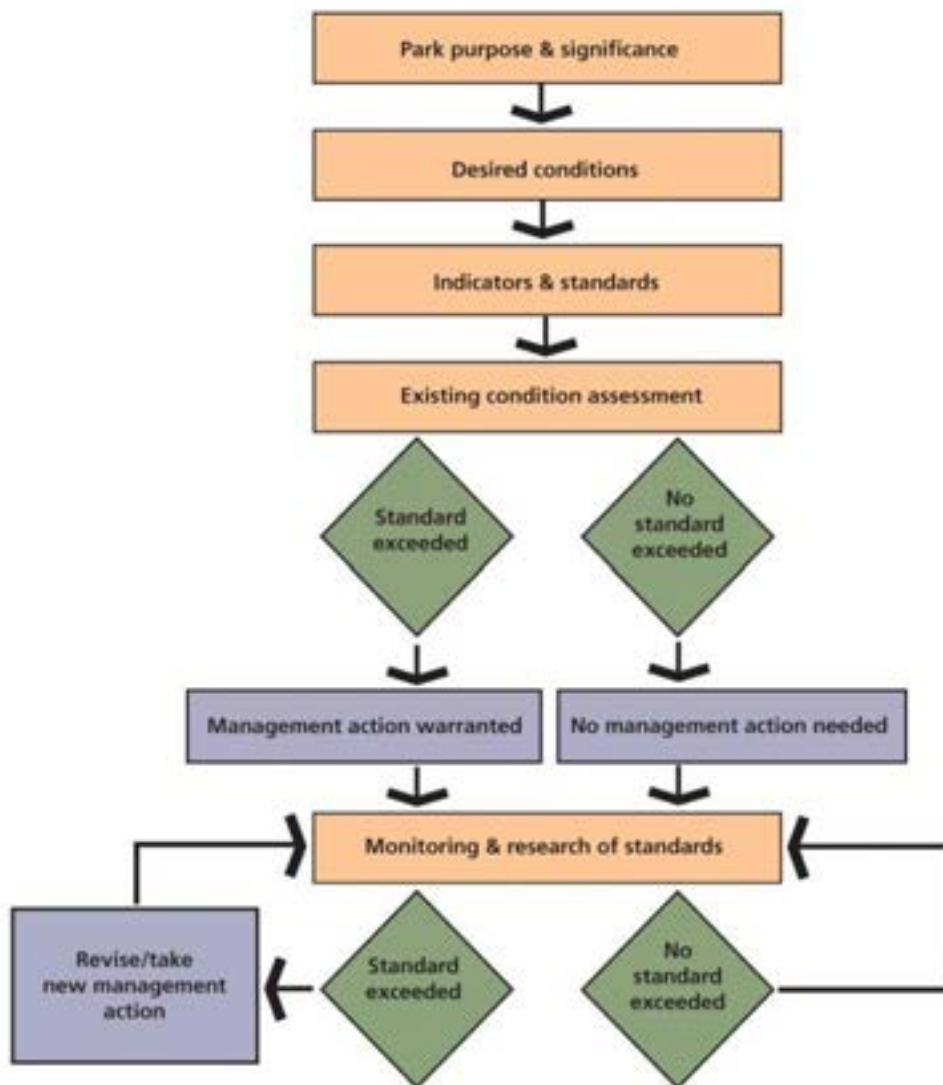 Park purpose & significance
Desired conditions
Indicators & standards
Existing condition assessment
Standard
exceeded
No
standard
exceeded
Management action warranted
No management action needed
Monitoring & research of standards
Revise/take
new management
action
Standard
exceeded
No
standard
exceeded